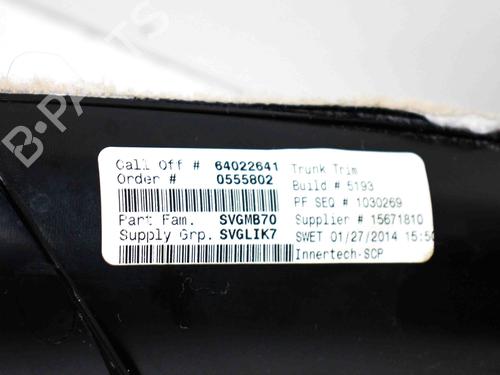 Call Off # 64022641
Order # 0555802
Part Fam. SVGMB70
Supply Grp. SVGLIK7
Trunk Trim
Build # 5193
PF SEQ # 1030269
Supplier # 15671810
SWET 01/27/2014 15:50
Innertech-SCP
B-PARTS